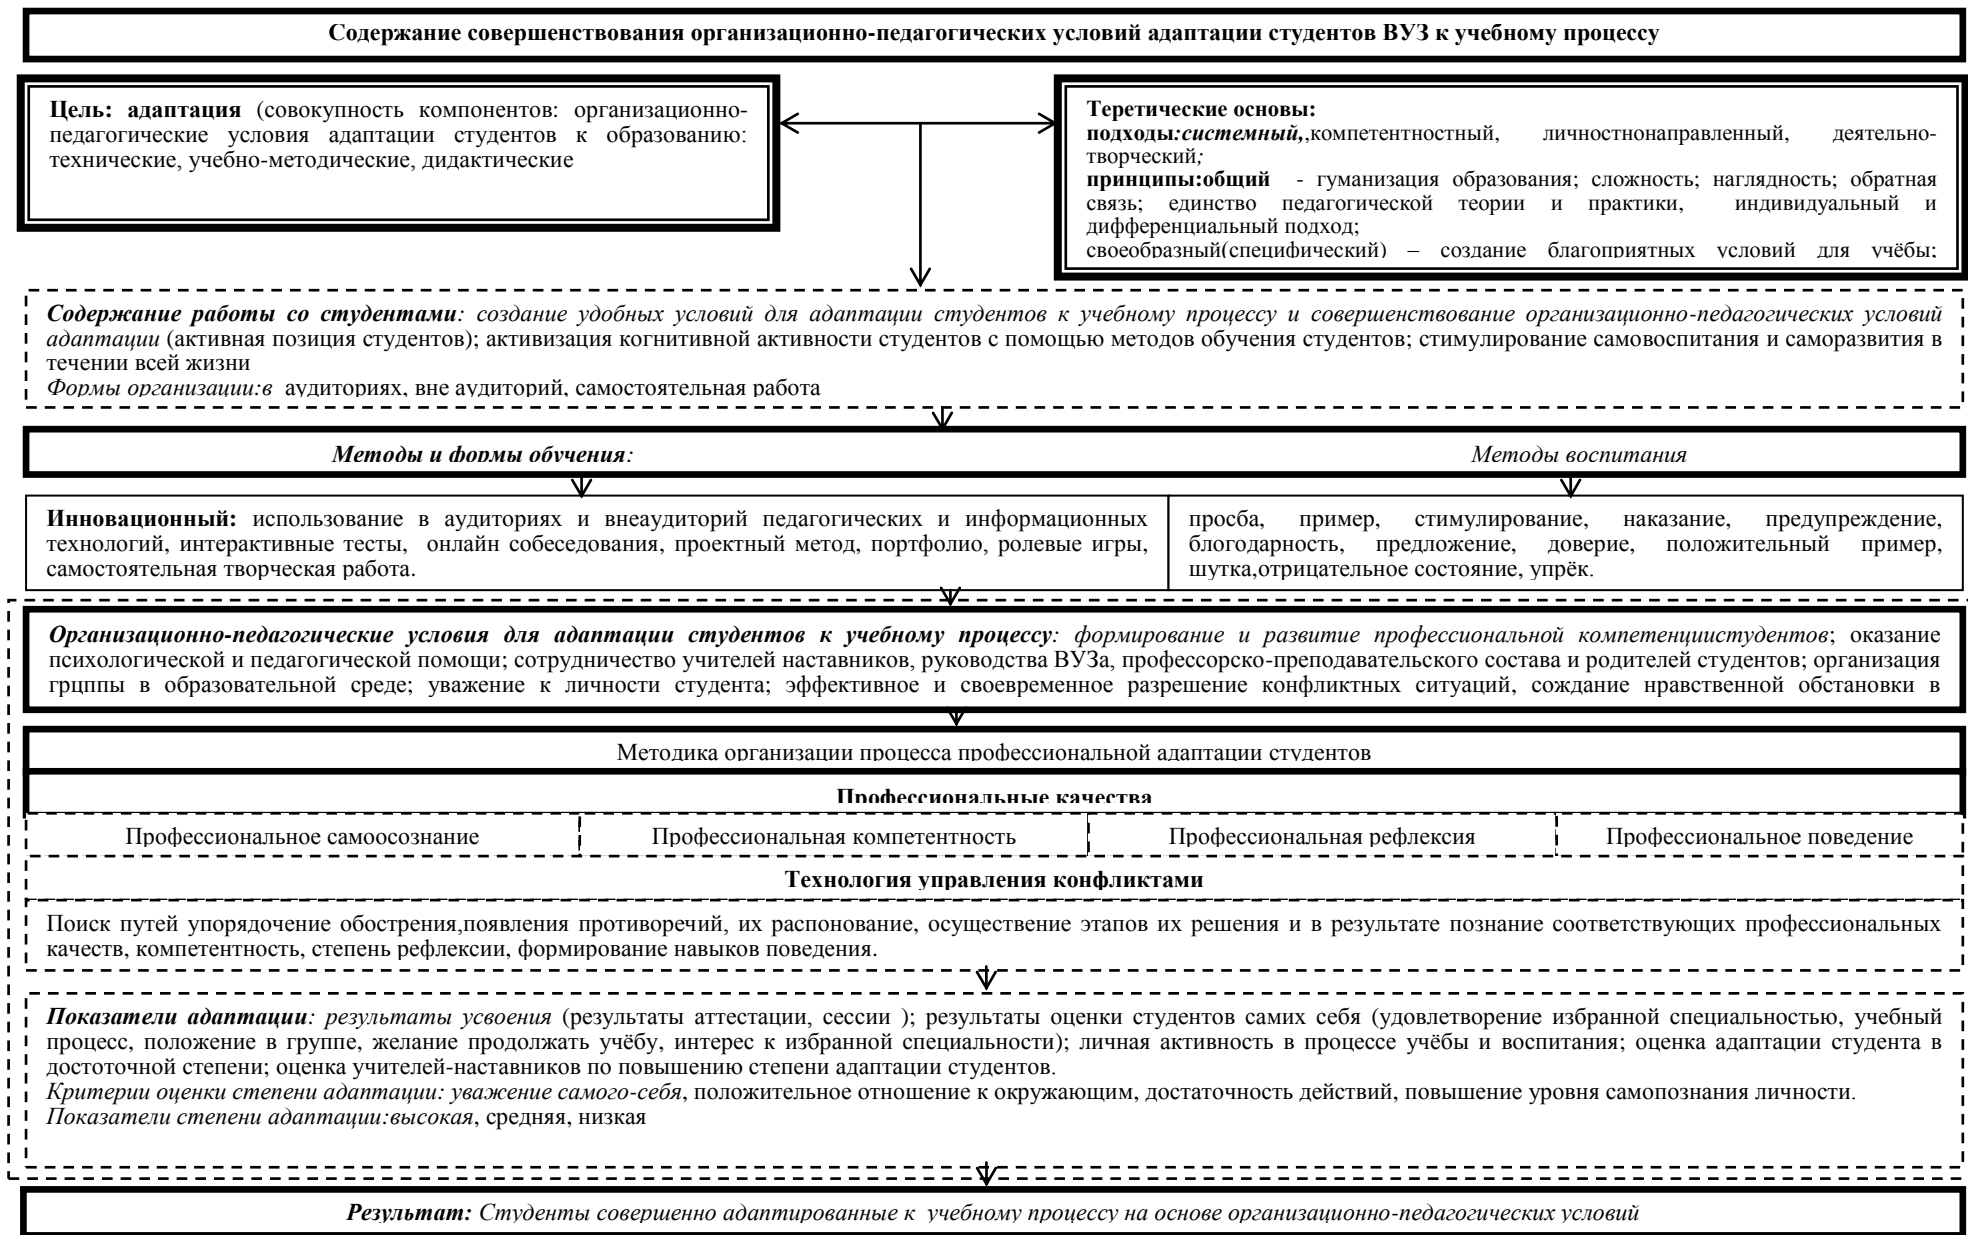 Содержание совершенствования организационно-педагогических условий адаптации студентов ВУЗ к учебному процессу
Цель: адаптация (совокупность компонентов: организационно-
педагогические условия адаптации студентов к образованию:
технические, учебно-методические, дидактические
Теретические основы:
подходы:системный,,компетентностный, личностнонаправленный, деятельно-
творческий;
принципы:общий - гуманизация образования; сложность; наглядность; обратная
связь; единство педагогической теории и практики, индивидуальный и
дифференциальный подход;
своеобразный(специфический) – создание благоприятных условий для учёбы;
Содержание работы со студентами: создание удобных условий для адаптации студентов к учебному процессу и совершенствование организационно-педагогических условий
адаптации (активная позиция студентов); активизация когнитивной активности студентов с помощью методов обучения студентов; стимулирование самовоспитания и саморазвития в
течении всей жизни
Формы организации:в аудиториях, вне аудиторий, самостоятельная работа
Методы и формы обучения:
Методы воспитания
Инновационный: использование в аудиториях и внеаудиторий педагогических и информационных
технологий, интерактивные тесты, онлайн собеседования, проектный метод, портфолио, ролевые игры,
самостоятельная творческая работа.
просба, пример, стимулирование, наказание, предупреждение,
блогодарность, предложение, доверие, положительный пример,
шутка,отрицательное состояние, упрёк.
Организационно-педагогические условия для адаптации студентов к учебному процессу: формирование и развитие профессиональной компетенциистудентов; оказание
психологической и педагогической помощи; сотрудничество учителей наставников, руководства ВУЗа, профессорско-преподавательского состава и родителей студентов; организация
грцппы в образовательной среде; уважение к личности студента; эффективное и своевременное разрешение конфликтных ситуаций, сождание нравственной обстановки в
Методика организации процесса профессиональной адаптации студентов
Профессиональные качества
Профессиональное самоосознание
Профессиональная компетентность
Профессиональная рефлексия
Профессиональное поведение
Технология управления конфликтами
Поиск путей упорядочение обострения,появления противоречий, их распонование, осуществение этапов их решения и в результате познание соответствующих профессиональных
качеств, компетентность, степень рефлексии, формирование навыков поведения.
Показатели адаптации: результаты усвоения (результаты аттестации, сессии ); результаты оценки студентов самих себя (удовлетворение избранной специальностью, учебный
процесс, положение в группе, желание продолжать учёбу, интерес к избранной специальности); личная активность в процессе учёбы и воспитания; оценка адаптации студента в
достоточной степени; оценка учителей-наставников по повышению степени адаптации студентов.
Критерии оценки степени адаптации: уважение самого-себя, положительное отношение к окружающим, достаточность действий, повышение уровня самопознания личности.
Показатели степени адаптации:высокая, средняя, низкая
Результат: Студенты совершенно адаптированные к учебному процессу на основе организационно-педагогических условий